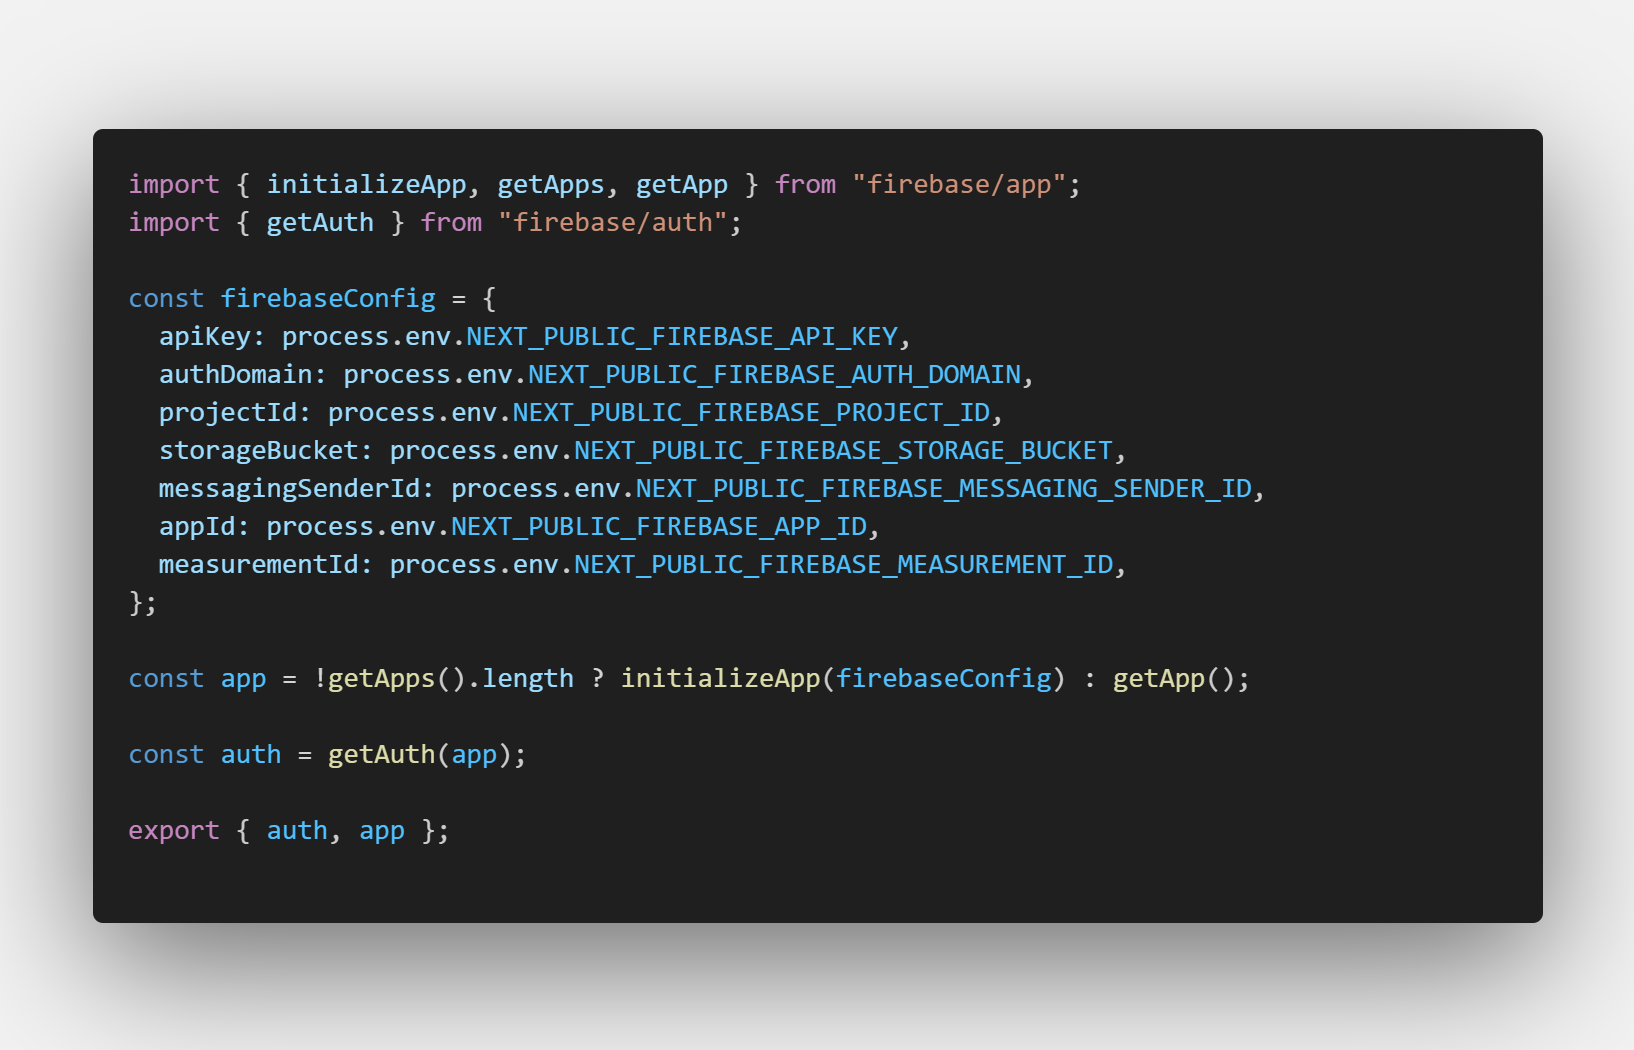 import { initializeApp, getApps, getApp } from "firebase/app";
import { getAuth } from "firebase/auth";

const firebaseConfig = {
  apiKey: process.env.NEXT_PUBLIC_FIREBASE_API_KEY,
  authDomain: process.env.NEXT_PUBLIC_FIREBASE_AUTH_DOMAIN,
  projectId: process.env.NEXT_PUBLIC_FIREBASE_PROJECT_ID,
  storageBucket: process.env.NEXT_PUBLIC_FIREBASE_STORAGE_BUCKET,
  messagingSenderId: process.env.NEXT_PUBLIC_FIREBASE_MESSAGING_SENDER_ID,
  appId: process.env.NEXT_PUBLIC_FIREBASE_APP_ID,
  measurementId: process.env.NEXT_PUBLIC_FIREBASE_MEASUREMENT_ID,
};

const app = !getApps().length ? initializeApp(firebaseConfig) : getApp();

const auth = getAuth(app);

export { auth, app };